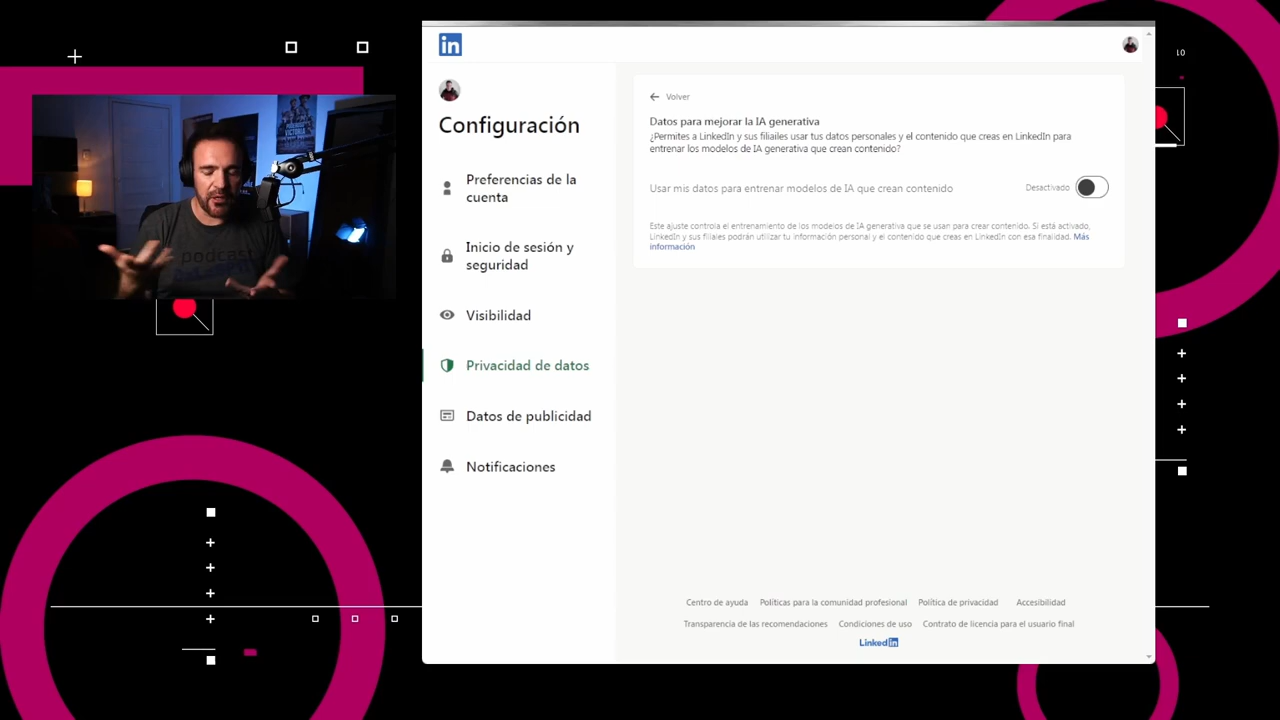 in
10
Configuración
Preferencias de la
cuenta
Inicio de sesión y
seguridad
Visibilidad
Privacidad de datos
Datos de publicidad
Notificaciones
Volver
Datos para mejorar la IA generativa
¿Permites a LinkedIn y sus filiailes usar tus datos personales y el contenido que creas en LinkedIn para
entrenar los modelos de IA generativa que crean contenido?
Usar mis datos para entrenar modelos de IA que crean contenido
Desactivado
Este ajuste controla el entrenamiento de los modelos de IA generativa que se usan para crear contenido. Si está activado,
LinkedIn y sus filiales podrán utilizar tu información personal y el contenido que creas en LinkedIn con esa finalidad. Más
información
Centro de ayuda Políticas para la comunidad profesional Política de privacidad Accesibilidad
Transparencia de las recomendaciones Condiciones de uso Contrato de licencia para el usuario final
Linkedin
podcast